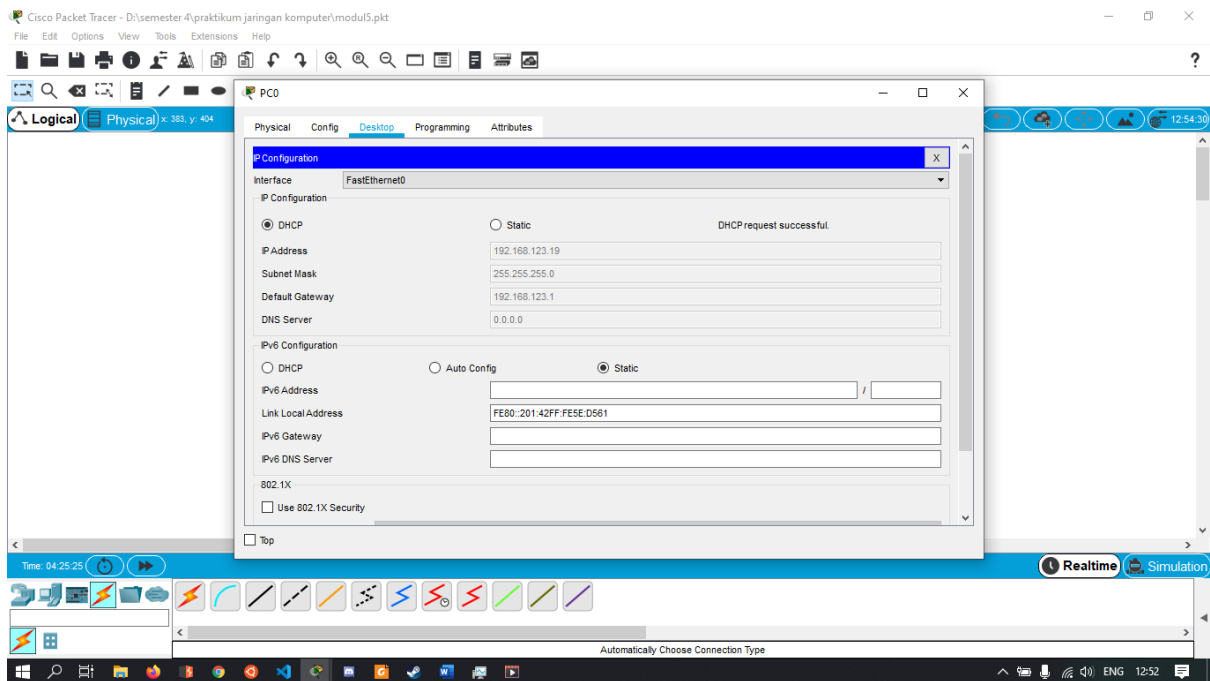 Cisco Packet Tracer - D:\semester 4\praktikum jaringan komputer\modul5.pkt
File Edit Options View Tools Extensions Help
?
PC0
Logical Physical x: 383, y: 404 12:54:30
Physical Config Desktop Programming Attributes
IP Configuration X
Interface FastEthernet0
IP Configuration
DHCP Static DHCP request successful.
IP Address 192.168.123.19
Subnet Mask 255.255.255.0
Default Gateway 192.168.123.1
DNS Server 0.0.0.0
IPv6 Configuration
DHCP Auto Config Static
IPv6 Address /
Link Local Address FE80::201:42FF:FE5E:D561
IPv6 Gateway
IPv6 DNS Server
802.1X
Use 802.1X Security
Top
Time: 04:25:25 Realtime Simulation
Automatically Choose Connection Type
ENG 12:52